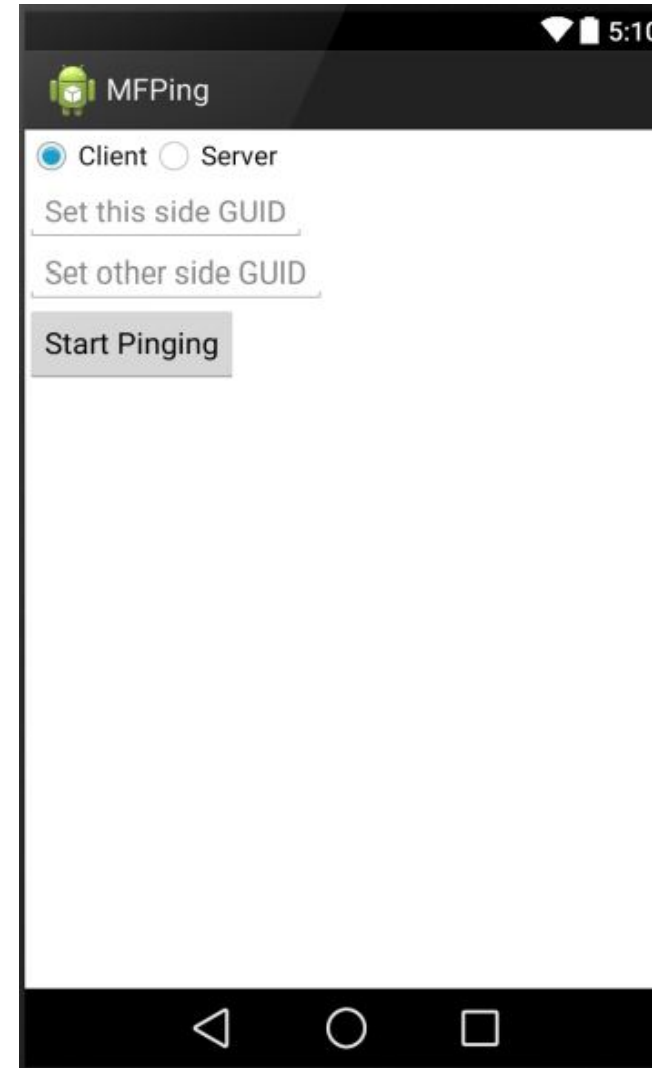 5:10
MFPing
Client Server
Set this side GUID
Set other side GUID
Start Pinging